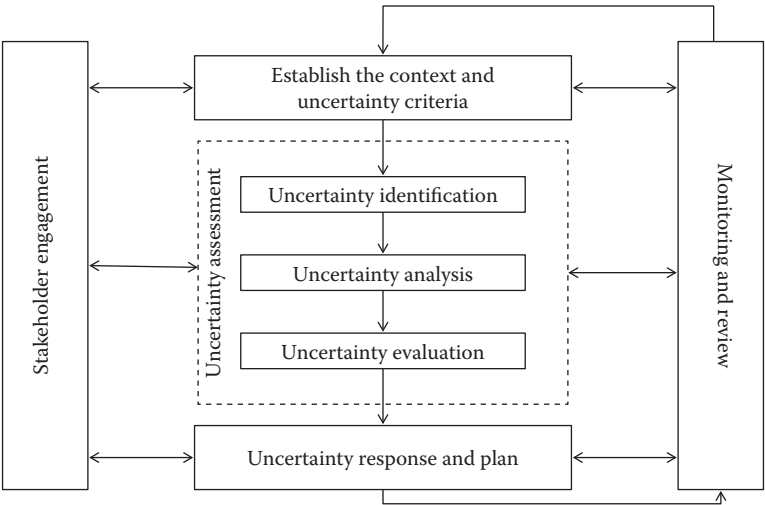 Establish the context and
uncertainty criteria
Stakeholder engagement
Uncertainty assessment
Uncertainty identification
Uncertainty analysis
Uncertainty evaluation
Monitoring and review
Uncertainty response and plan